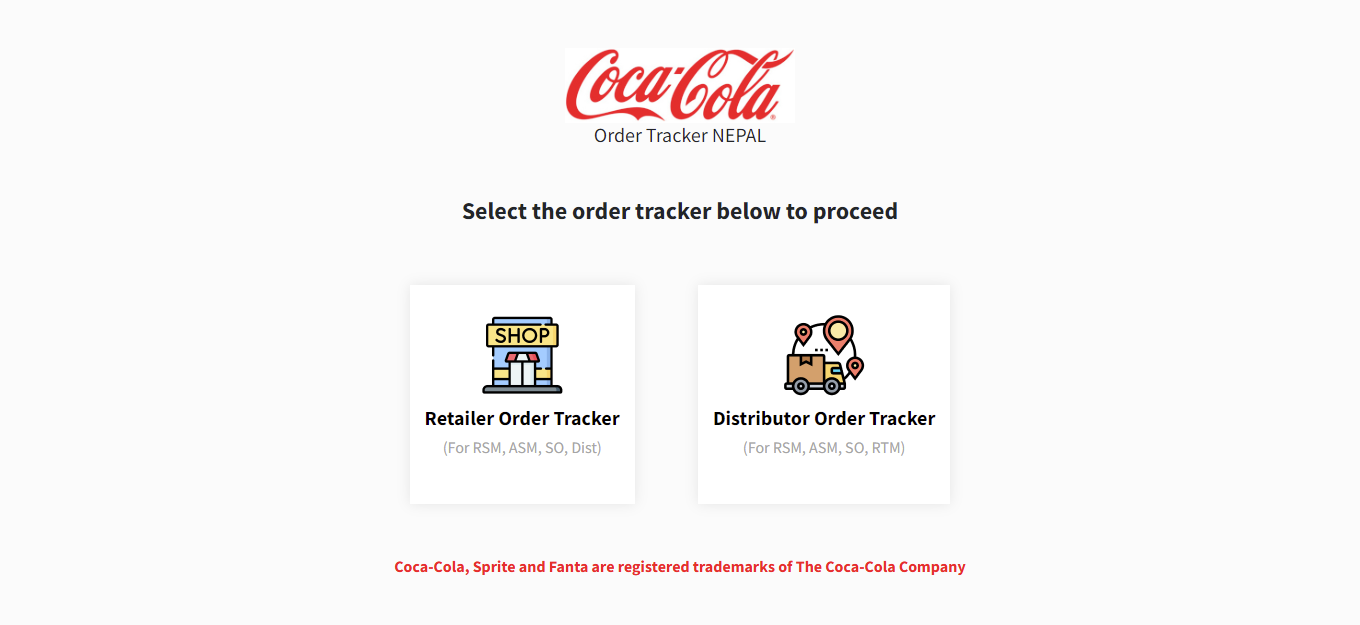 Coca-Cola
Order Tracker NEPAL
Select the order tracker below to proceed
SHOP
Retailer Order Tracker
(For RSM, ASM, SO, Dist)
Distributor Order Tracker
(For RSM, ASM, SO, RTM)
Coca-Cola, Sprite and Fanta are registered trademarks of The Coca-Cola Company